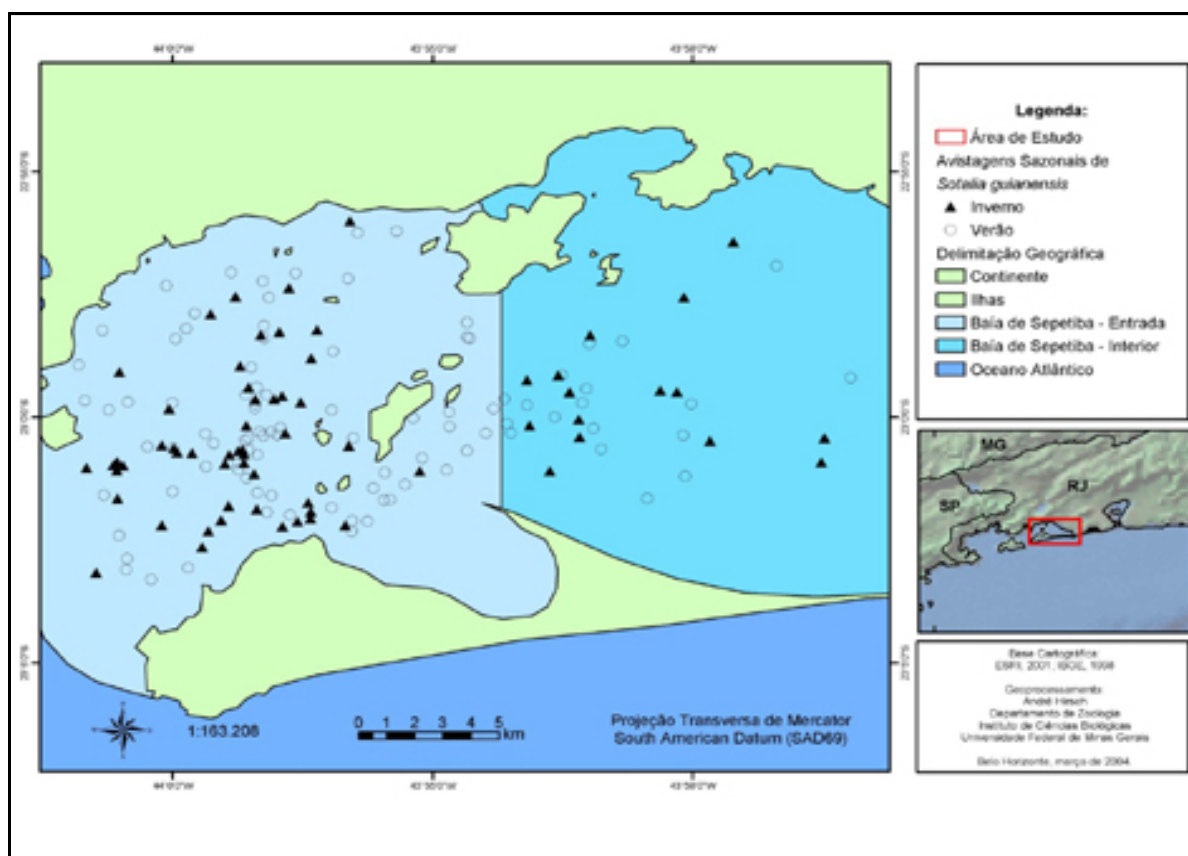 Legenda:
Área de Estudo
Avistagens Sazonais de
Sotalia guianensis
Inverno
Verão
Delimitação Geográfica
Continente
Ilhas
Baía de Sepetiba - Entrada
Baía de Sepetiba - Interior
Oceano Atlântico
MG
RJ
SP
1:163.208
0 1 2 3 4 5
km
Projeção Transversa de Mercator
South American Datum (SAD69)
Base Cartográfica:
ESRI, 2001; IBGE, 1998
Geoprocessamento:
André Hirsch
Departamento de Zoologia
Instituto de Ciências Biológicas
Universidade Federal de Minas Gerais
Belo Horizonte, março de 2004.